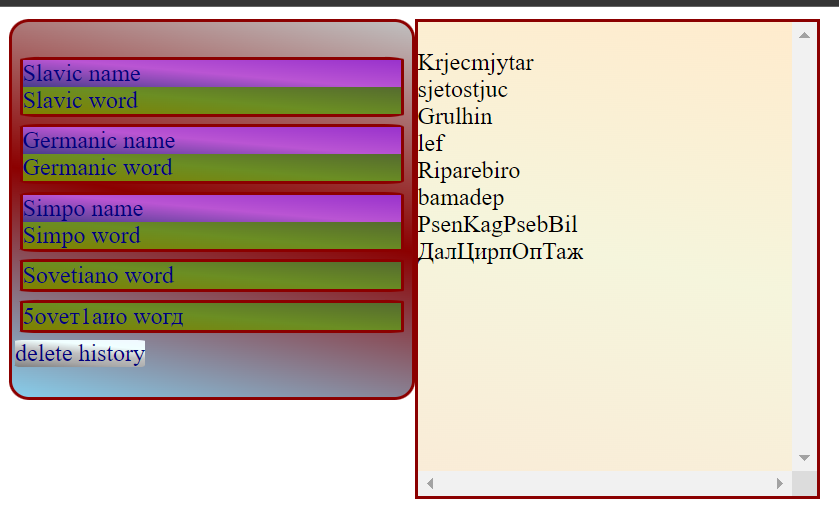 Slavic name
Slavic word
Germanic name
Germanic word
Simpo name
Simpo word
Sovetiano word
5оveт1аио wогд
delete history
Krjecmjytar
sjetostjuc
Grulhin
lef
Riparebiro
bamadep
PsenKagPsebBil
ДалЦирпОпТаж